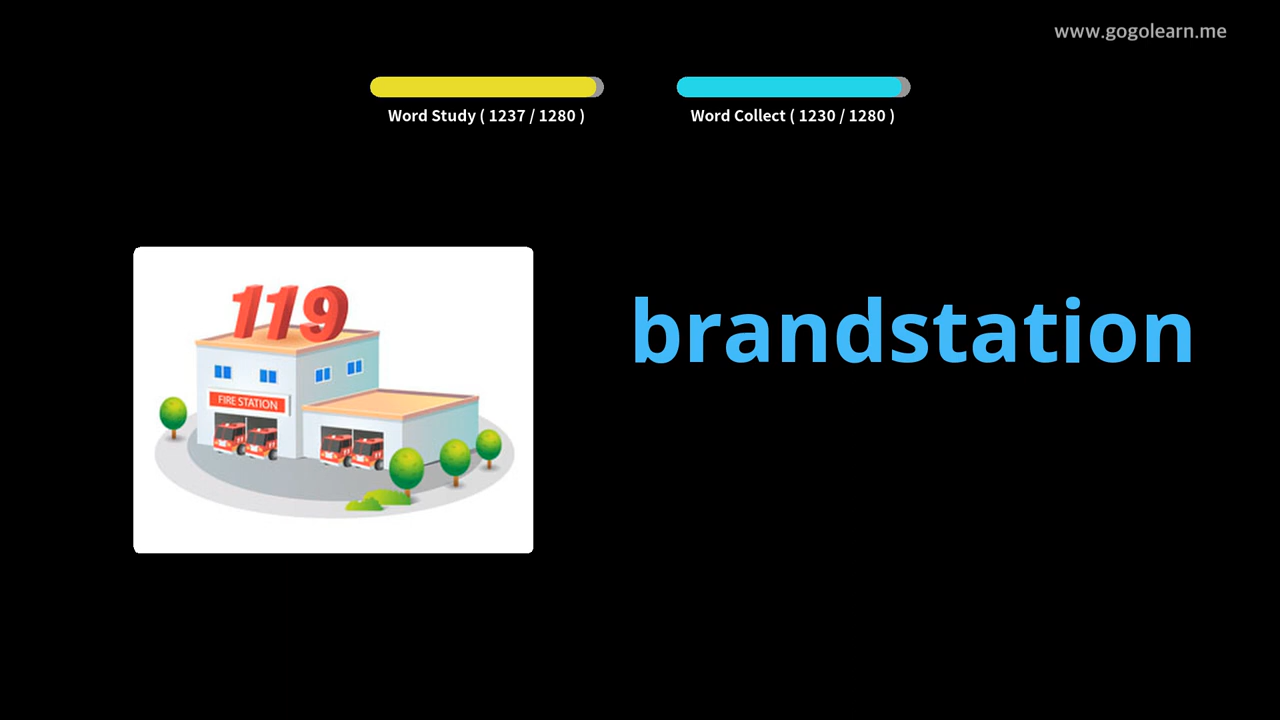 www.gogolearn.me
Word Study ( 1237 / 1280 )
Word Collect ( 1230 / 1280 )
119
FIRE STATION
brandstation